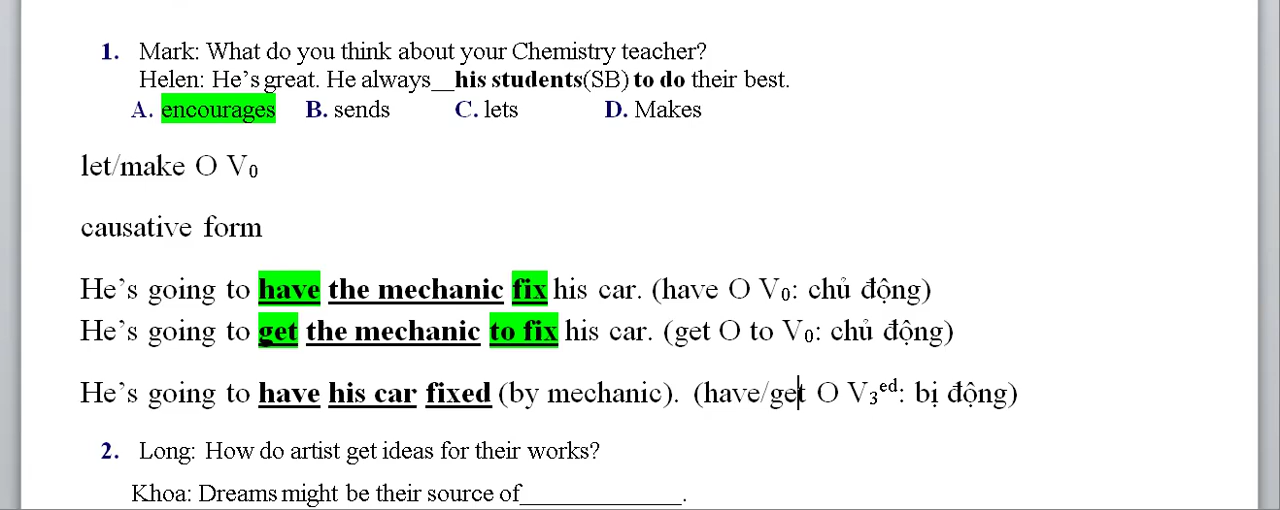 1. Mark: What do you think about your Chemistry teacher?
Helen: He's great. He always__his students(SB) to do their best.
A. encourages B. sends C. lets D. Makes
let/make O V₀
causative form
He's going to have the mechanic fix his car. (have O V₀: chủ động)
He's going to get the mechanic to fix his car. (get O to V₀: chủ động)
He's going to have his car fixed (by mechanic). (have/get O V₃ᵉᵈ: bị động)
2. Long: How do artist get ideas for their works?
Khoa: Dreams might be their source of______________.